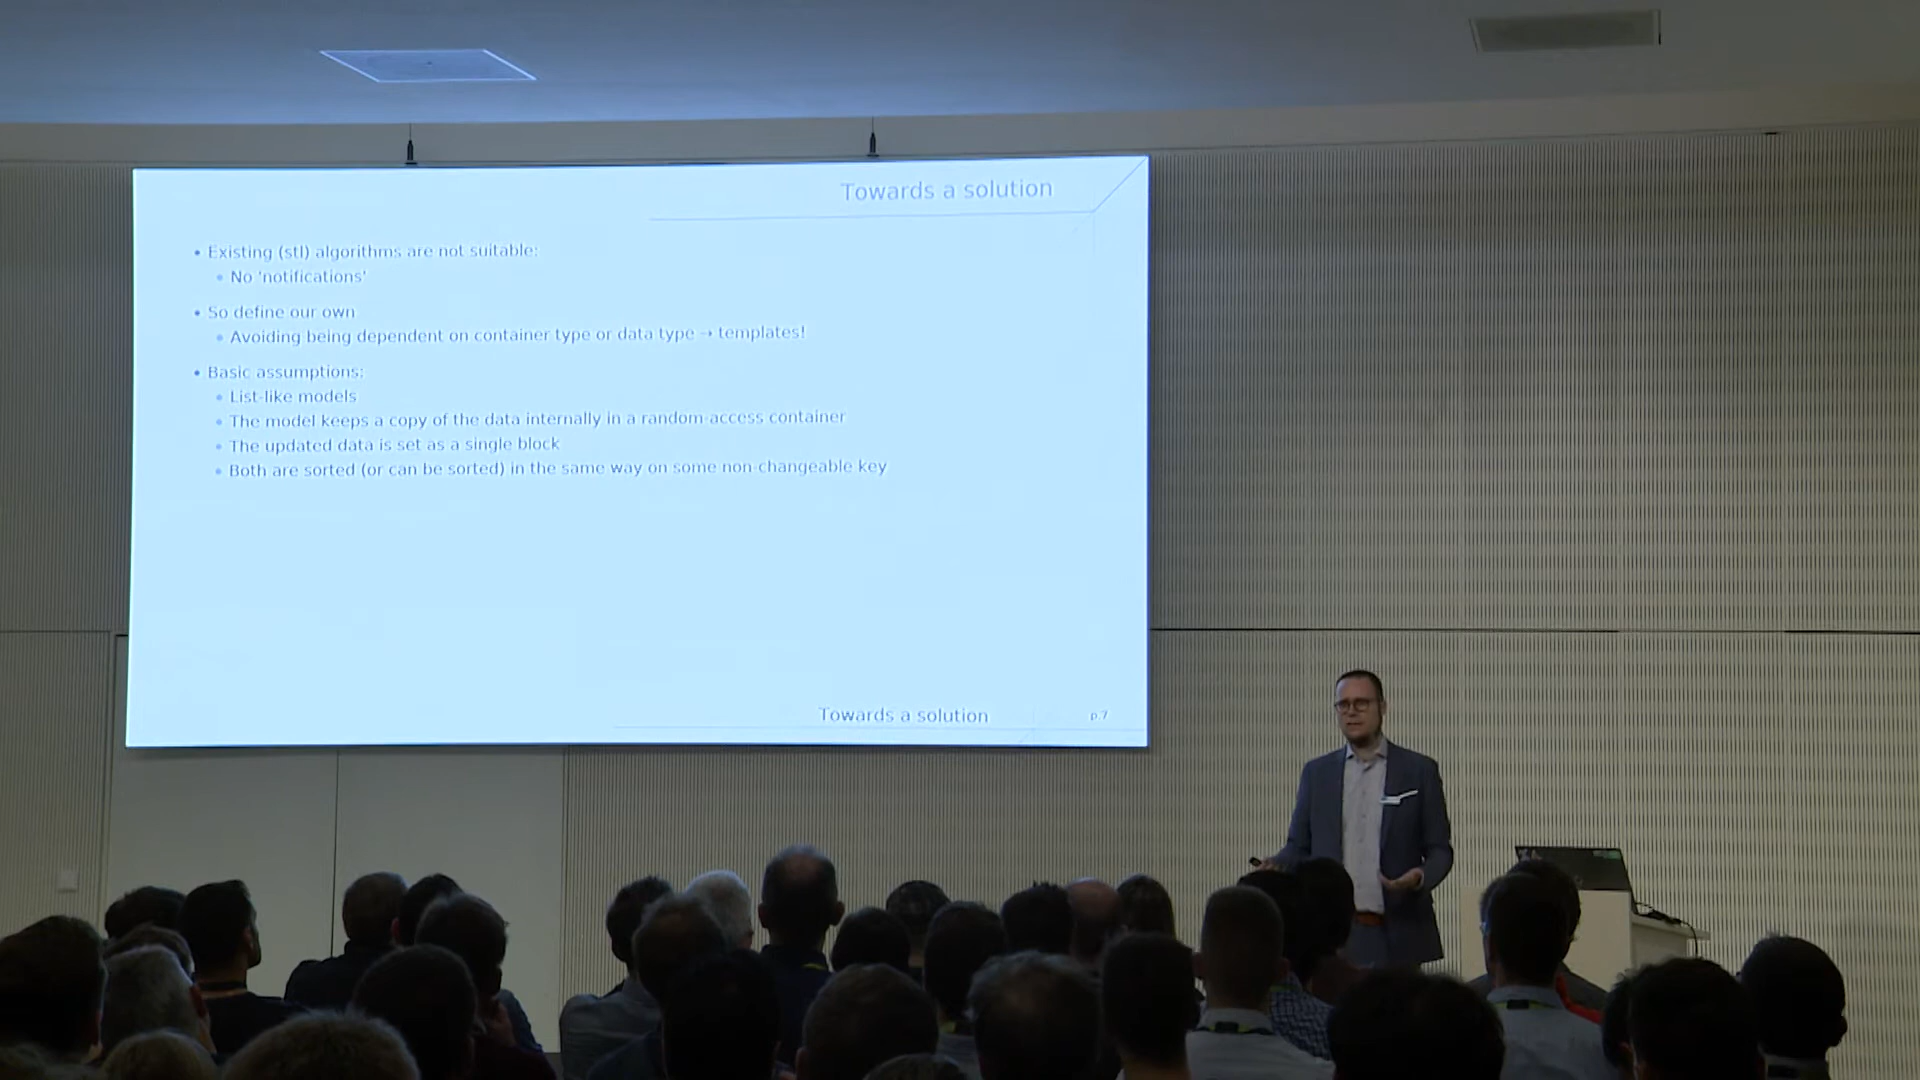 Towards a solution
• Existing (stl) algorithms are not suitable:
• No 'notifications'
• So define our own
• Avoiding being dependent on container type or data type → templates!
• Basic assumptions:
• List-like models
• The model keeps a copy of the data internally in a random-access container
• The updated data is set as a single block
• Both are sorted (or can be sorted) in the same way on some non-changeable key
Towards a solution
p.7